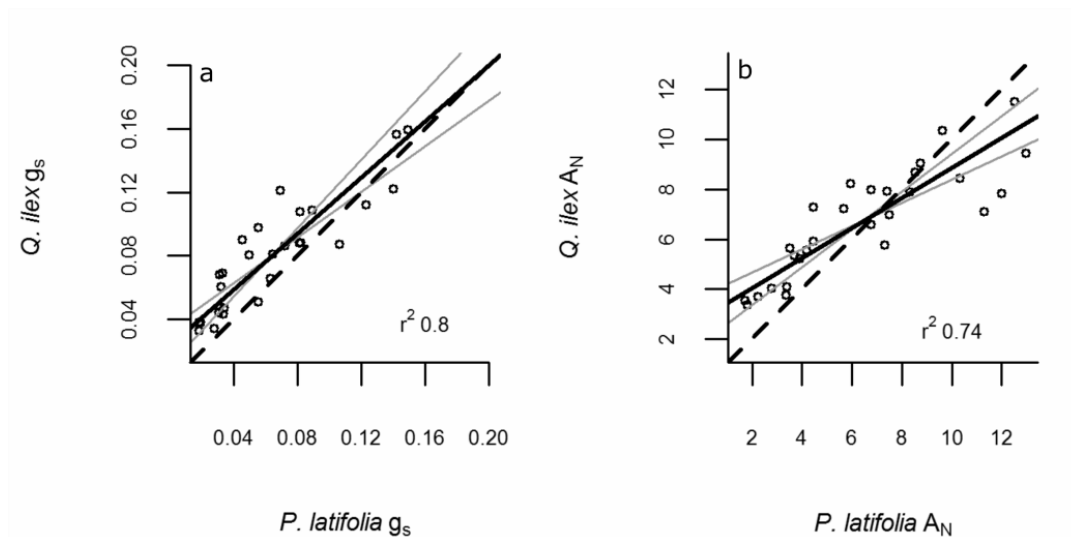 a
0.20
0.16
0.12
0.08
0.04
Q. ilex gs
r² 0.8
0.04 0.08 0.12 0.16 0.20
P. latifolia gs
b
12
10
8
6
4
2
Q. ilex AN
r² 0.74
2 4 6 8 10 12
P. latifolia AN